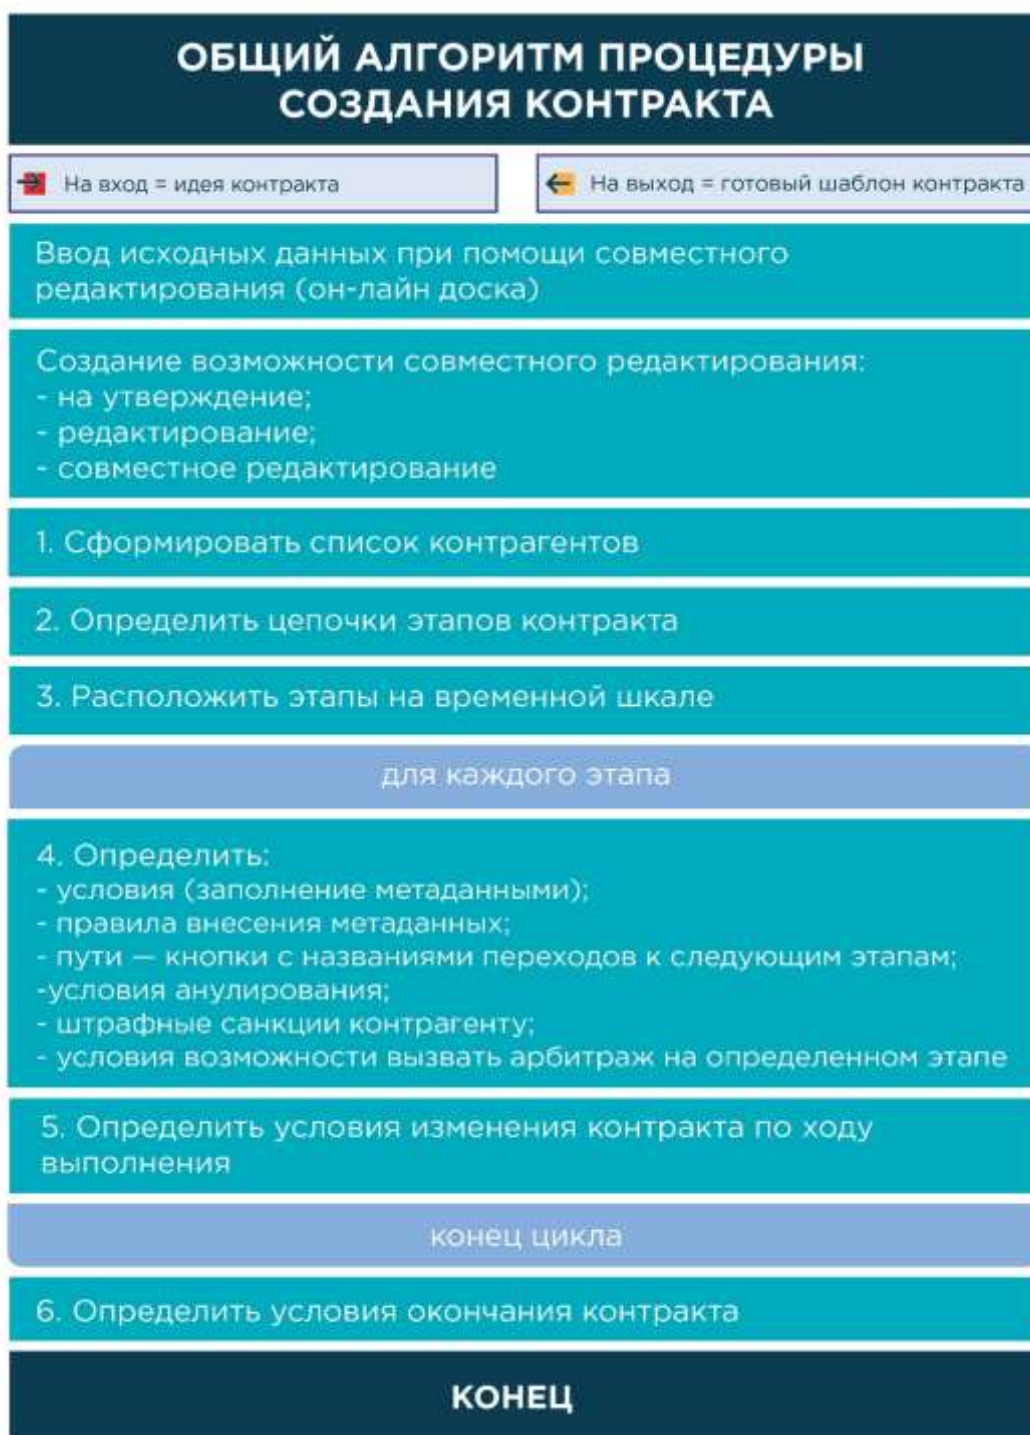 ОБЩИЙ АЛГОРИТМ ПРОЦЕДУРЫ
СОЗДАНИЯ КОНТРАКТА
На вход = идея контракта
На выход = готовый шаблон контракта
Ввод исходных данных при помощи совместного
редактирования (он-лайн доска)
Создание возможности совместного редактирования:
- на утверждение;
- редактирование;
- совместное редактирование
1. Сформировать список контрагентов
2. Определить цепочки этапов контракта
3. Расположить этапы на временной шкале
для каждого этапа
4. Определить:
- условия (заполнение метаданными);
- правила внесения метаданных;
- пути — кнопки с названиями переходов к следующим этапам;
-условия анулирования;
- штрафные санкции контрагенту;
- условия возможности вызвать арбитраж на определенном этапе
5. Определить условия изменения контракта по ходу
выполнения
конец цикла
6. Определить условия окончания контракта
КОНЕЦ